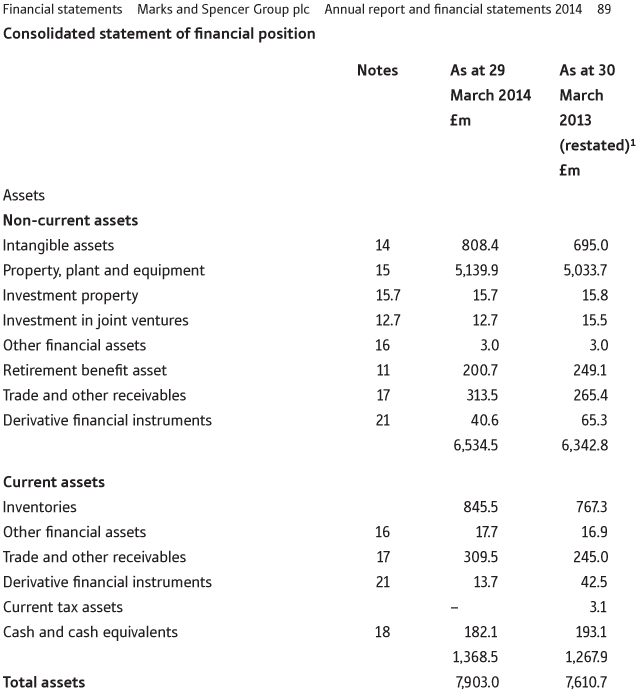 Financial statements Marks and Spencer Group plc Annual report and financial statements 2014 89
Consolidated statement of financial position
Notes As at 29 As at 30
March 2014 March
£m 2013
(restated)¹
£m
Assets
Non-current assets
Intangible assets 14 808.4 695.0
Property, plant and equipment 15 5,139.9 5,033.7
Investment property 15.7 15.7 15.8
Investment in joint ventures 12.7 12.7 15.5
Other financial assets 16 3.0 3.0
Retirement benefit asset 11 200.7 249.1
Trade and other receivables 17 313.5 265.4
Derivative financial instruments 21 40.6 65.3
6,534.5 6,342.8
Current assets
Inventories 845.5 767.3
Other financial assets 16 17.7 16.9
Trade and other receivables 17 309.5 245.0
Derivative financial instruments 21 13.7 42.5
Current tax assets – 3.1
Cash and cash equivalents 18 182.1 193.1
1,368.5 1,267.9
Total assets 7,903.0 7,610.7